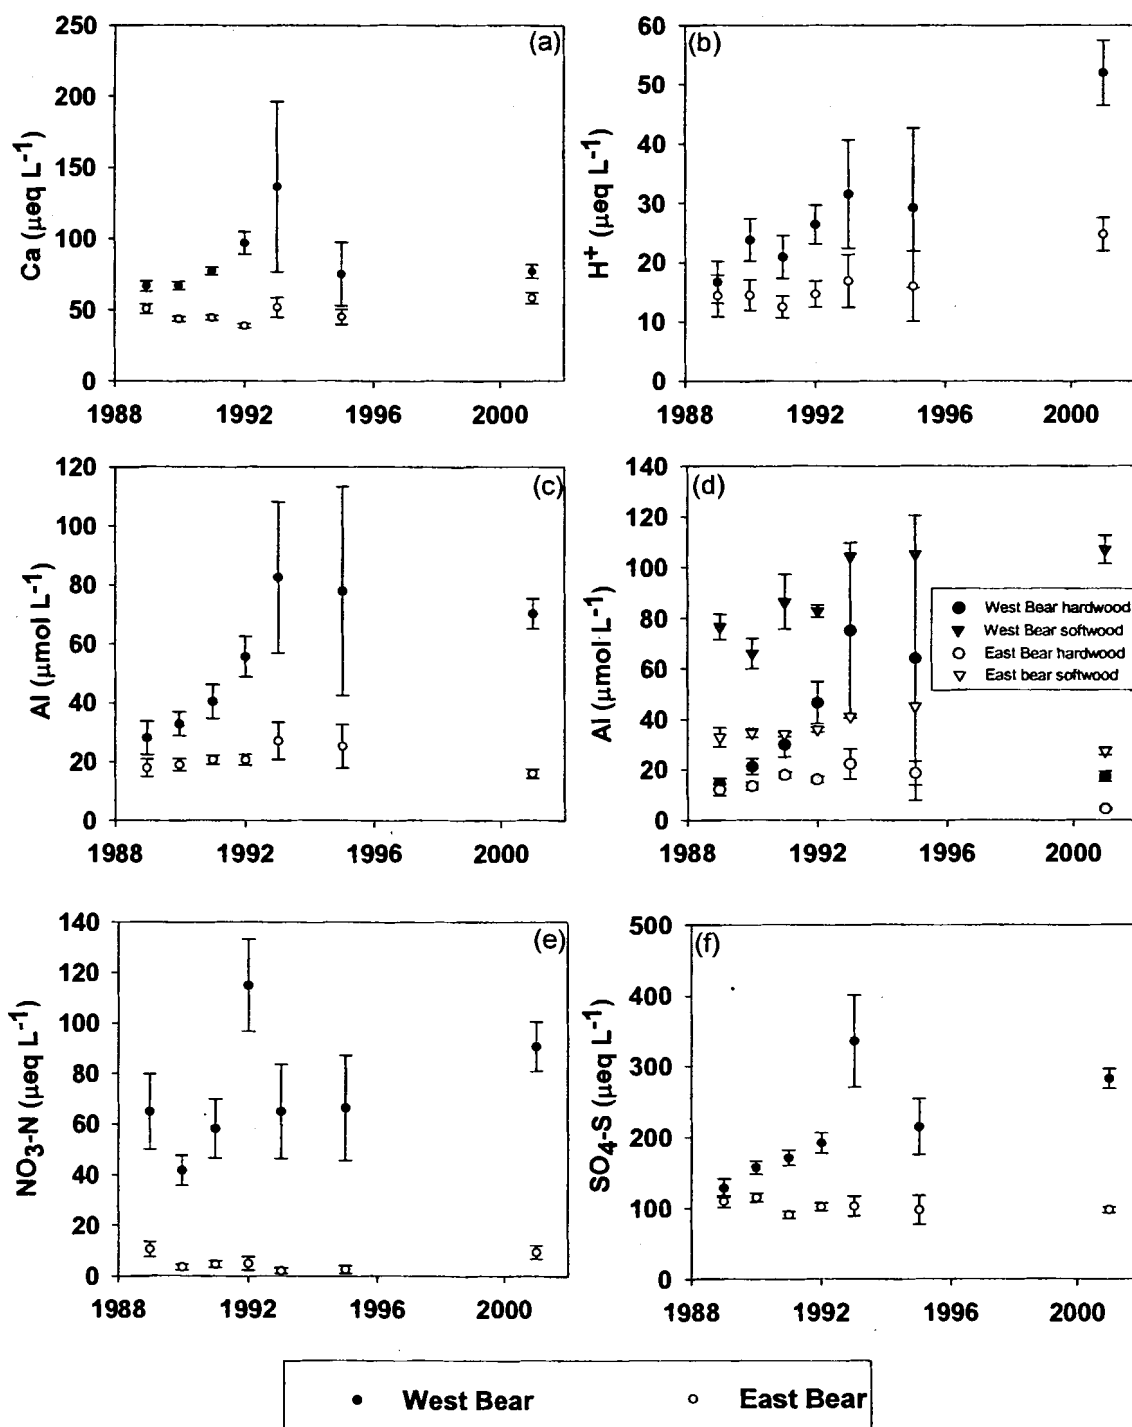 (a)
Ca (µeq L⁻¹)
250
200
150
100
50
0
1988 1992 1996 2000
(b)
H⁺ (µeq L⁻¹)
60
50
40
30
20
10
0
1988 1992 1996 2000
(c)
Al (µmol L⁻¹)
120
100
80
60
40
20
0
1988 1992 1996 2000
(d)
Al (µmol L⁻¹)
140
120
100
80
60
40
20
0
1988 1992 1996 2000
West Bear hardwood
West Bear softwood
East Bear hardwood
East bear softwood
(e)
NO₃-N (µeq L⁻¹)
140
120
100
80
60
40
20
0
1988 1992 1996 2000
(f)
SO₄-S (µeq L⁻¹)
500
400
300
200
100
0
1988 1992 1996 2000
West Bear East Bear